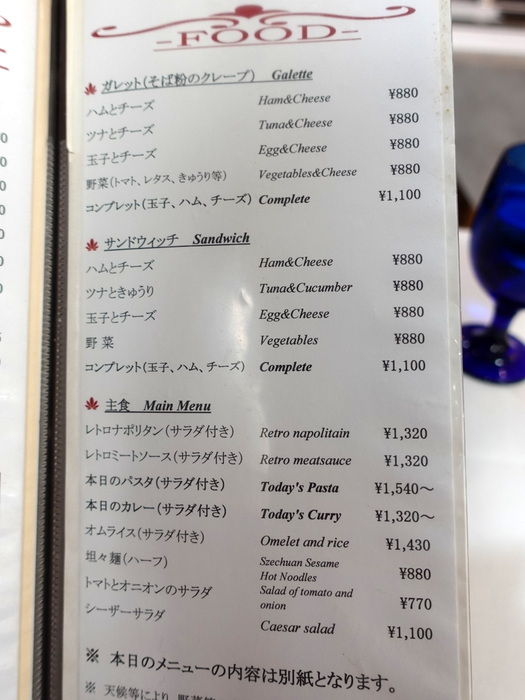 -FOOD-
ガレット(そば粉のクレープ) Galette
ハムとチーズ Ham&Cheese ¥880
ツナとチーズ Tuna&Cheese ¥880
玉子とチーズ Egg&Cheese ¥880
野菜(トマト、レタス、きゅうり等) Vegetables&Cheese ¥880
コンプレット(玉子、ハム、チーズ) Complete ¥1,100
サンドウィッチ Sandwich
ハムとチーズ Ham&Cheese ¥880
ツナときゅうり Tuna&Cucumber ¥880
玉子とチーズ Egg&Cheese ¥880
野菜 Vegetables ¥880
コンプレット(玉子、ハム、チーズ) Complete ¥1,100
主食 Main Menu
レトロナポリタン(サラダ付き) Retro napolitain ¥1,320
レトロミートソース(サラダ付き) Retro meatsauce ¥1,320
本日のパスタ(サラダ付き) Today's Pasta ¥1,540〜
本日のカレー(サラダ付き) Today's Curry ¥1,320〜
オムライス(サラダ付き) Omelet and rice ¥1,430
坦々麺(ハーフ) Szechuan Sesame
Hot Noodles ¥880
トマトとオニオンのサラダ Salad of tomato and
onion ¥770
シーザーサラダ Caesar salad ¥1,100
※ 本日のメニューの内容は別紙となります。
※ 天候等により、野菜